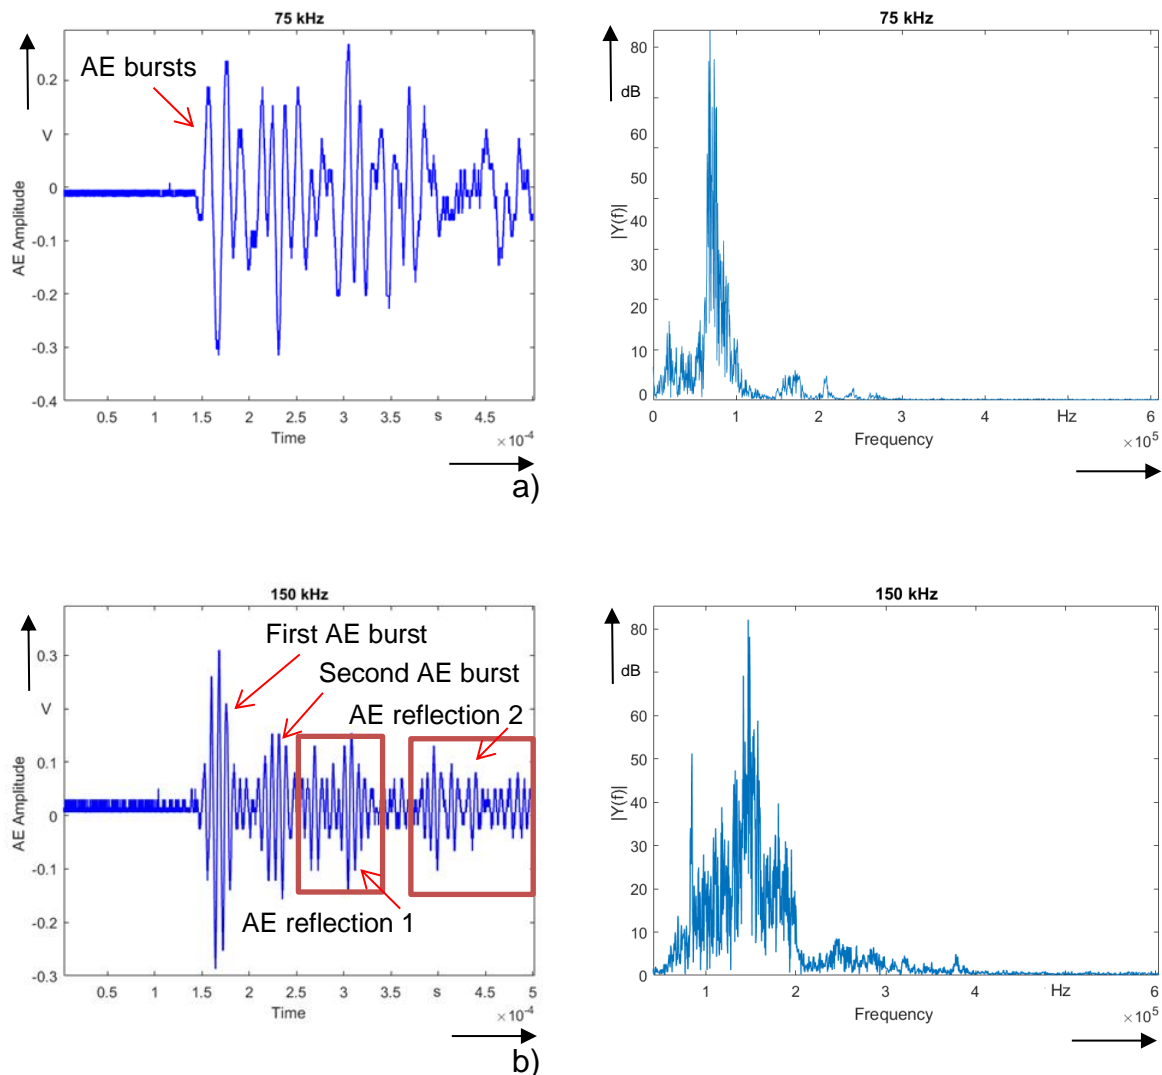 75 kHz
AE bursts
0.2
V
0
-0.1
-0.2
-0.3
-0.4
AE Amplitude
0.5 1 1.5 2 2.5 3 3.5 s 4.5
Time
×10⁻⁴
75 kHz
80
dB
60
50
40
30
20
10
0
|Y(f)|
0 1 2 3 4 Hz 6
Frequency
×10⁵
a)
150 kHz
First AE burst
Second AE burst
AE reflection 2
AE reflection 1
0.3
V
0.1
0
-0.1
-0.2
-0.3
AE Amplitude
0.5 1 1.5 2 2.5 3 3.5 s 4.5 5
Time
×10⁻⁴
150 kHz
80
dB
60
50
40
30
20
10
0
|Y(f)|
1 2 3 4 Hz 6
Frequency
×10⁵
b)